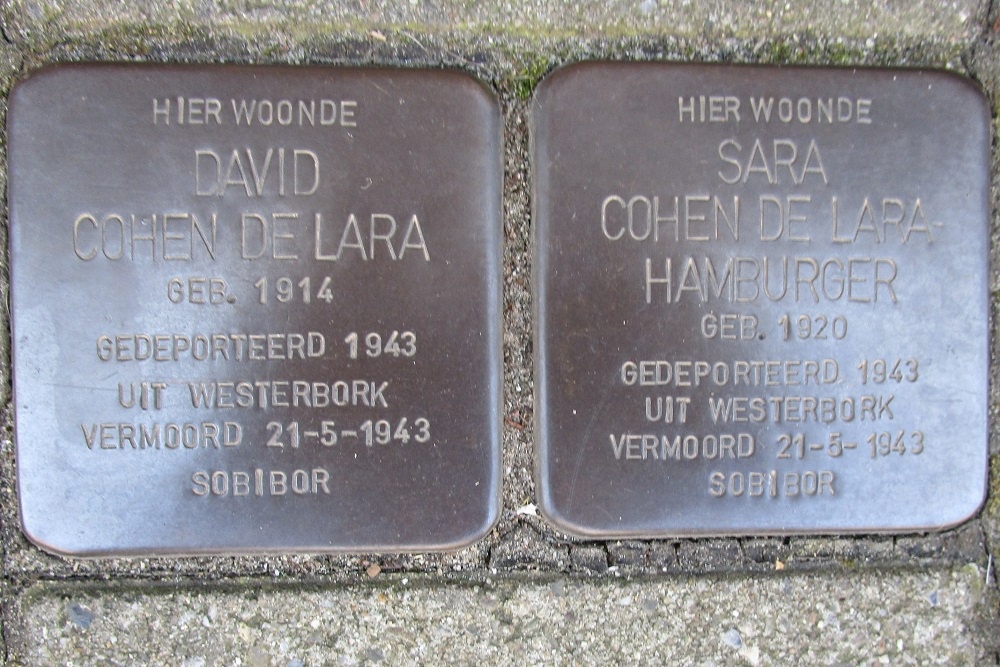 HIER WOONDE
DAVID
COHEN DE LARA
GEB. 1914
GEDEPORTEERD 1943
UIT WESTERBORK
VERMOORD 21-5-1943
SOBIBOR
HIER WOONDE
SARA
COHEN DE LARA-
HAMBURGER
GEB. 1920
GEDEPORTEERD 1943
UIT WESTERBORK
VERMOORD 21-5-1943
SOBIBOR